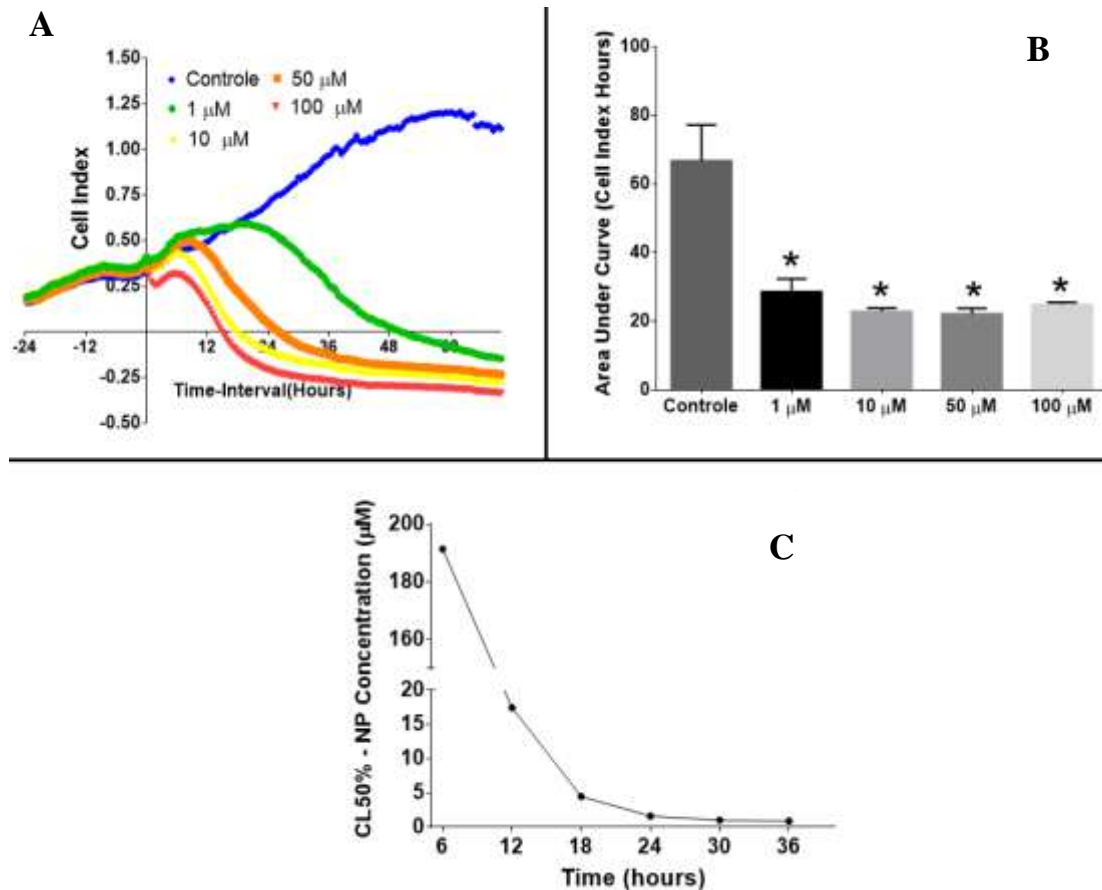 A
1.50
1.25
1.00
0.75
0.50
0.25
-0.25
-0.50
Cell Index
Controle
1 μM
10 μM
50 μM
100 μM
-24
-12
12
24
36
48
Time-Interval(Hours)
B
100
80
60
40
20
0
Area Under Curve (Cell Index Hours)
*
*
*
*
Controle
1 μM
10 μM
50 μM
100 μM
C
200
180
160
20
15
10
5
0
CL50% - NP Concentration (μM)
6
12
18
24
30
36
Time (hours)